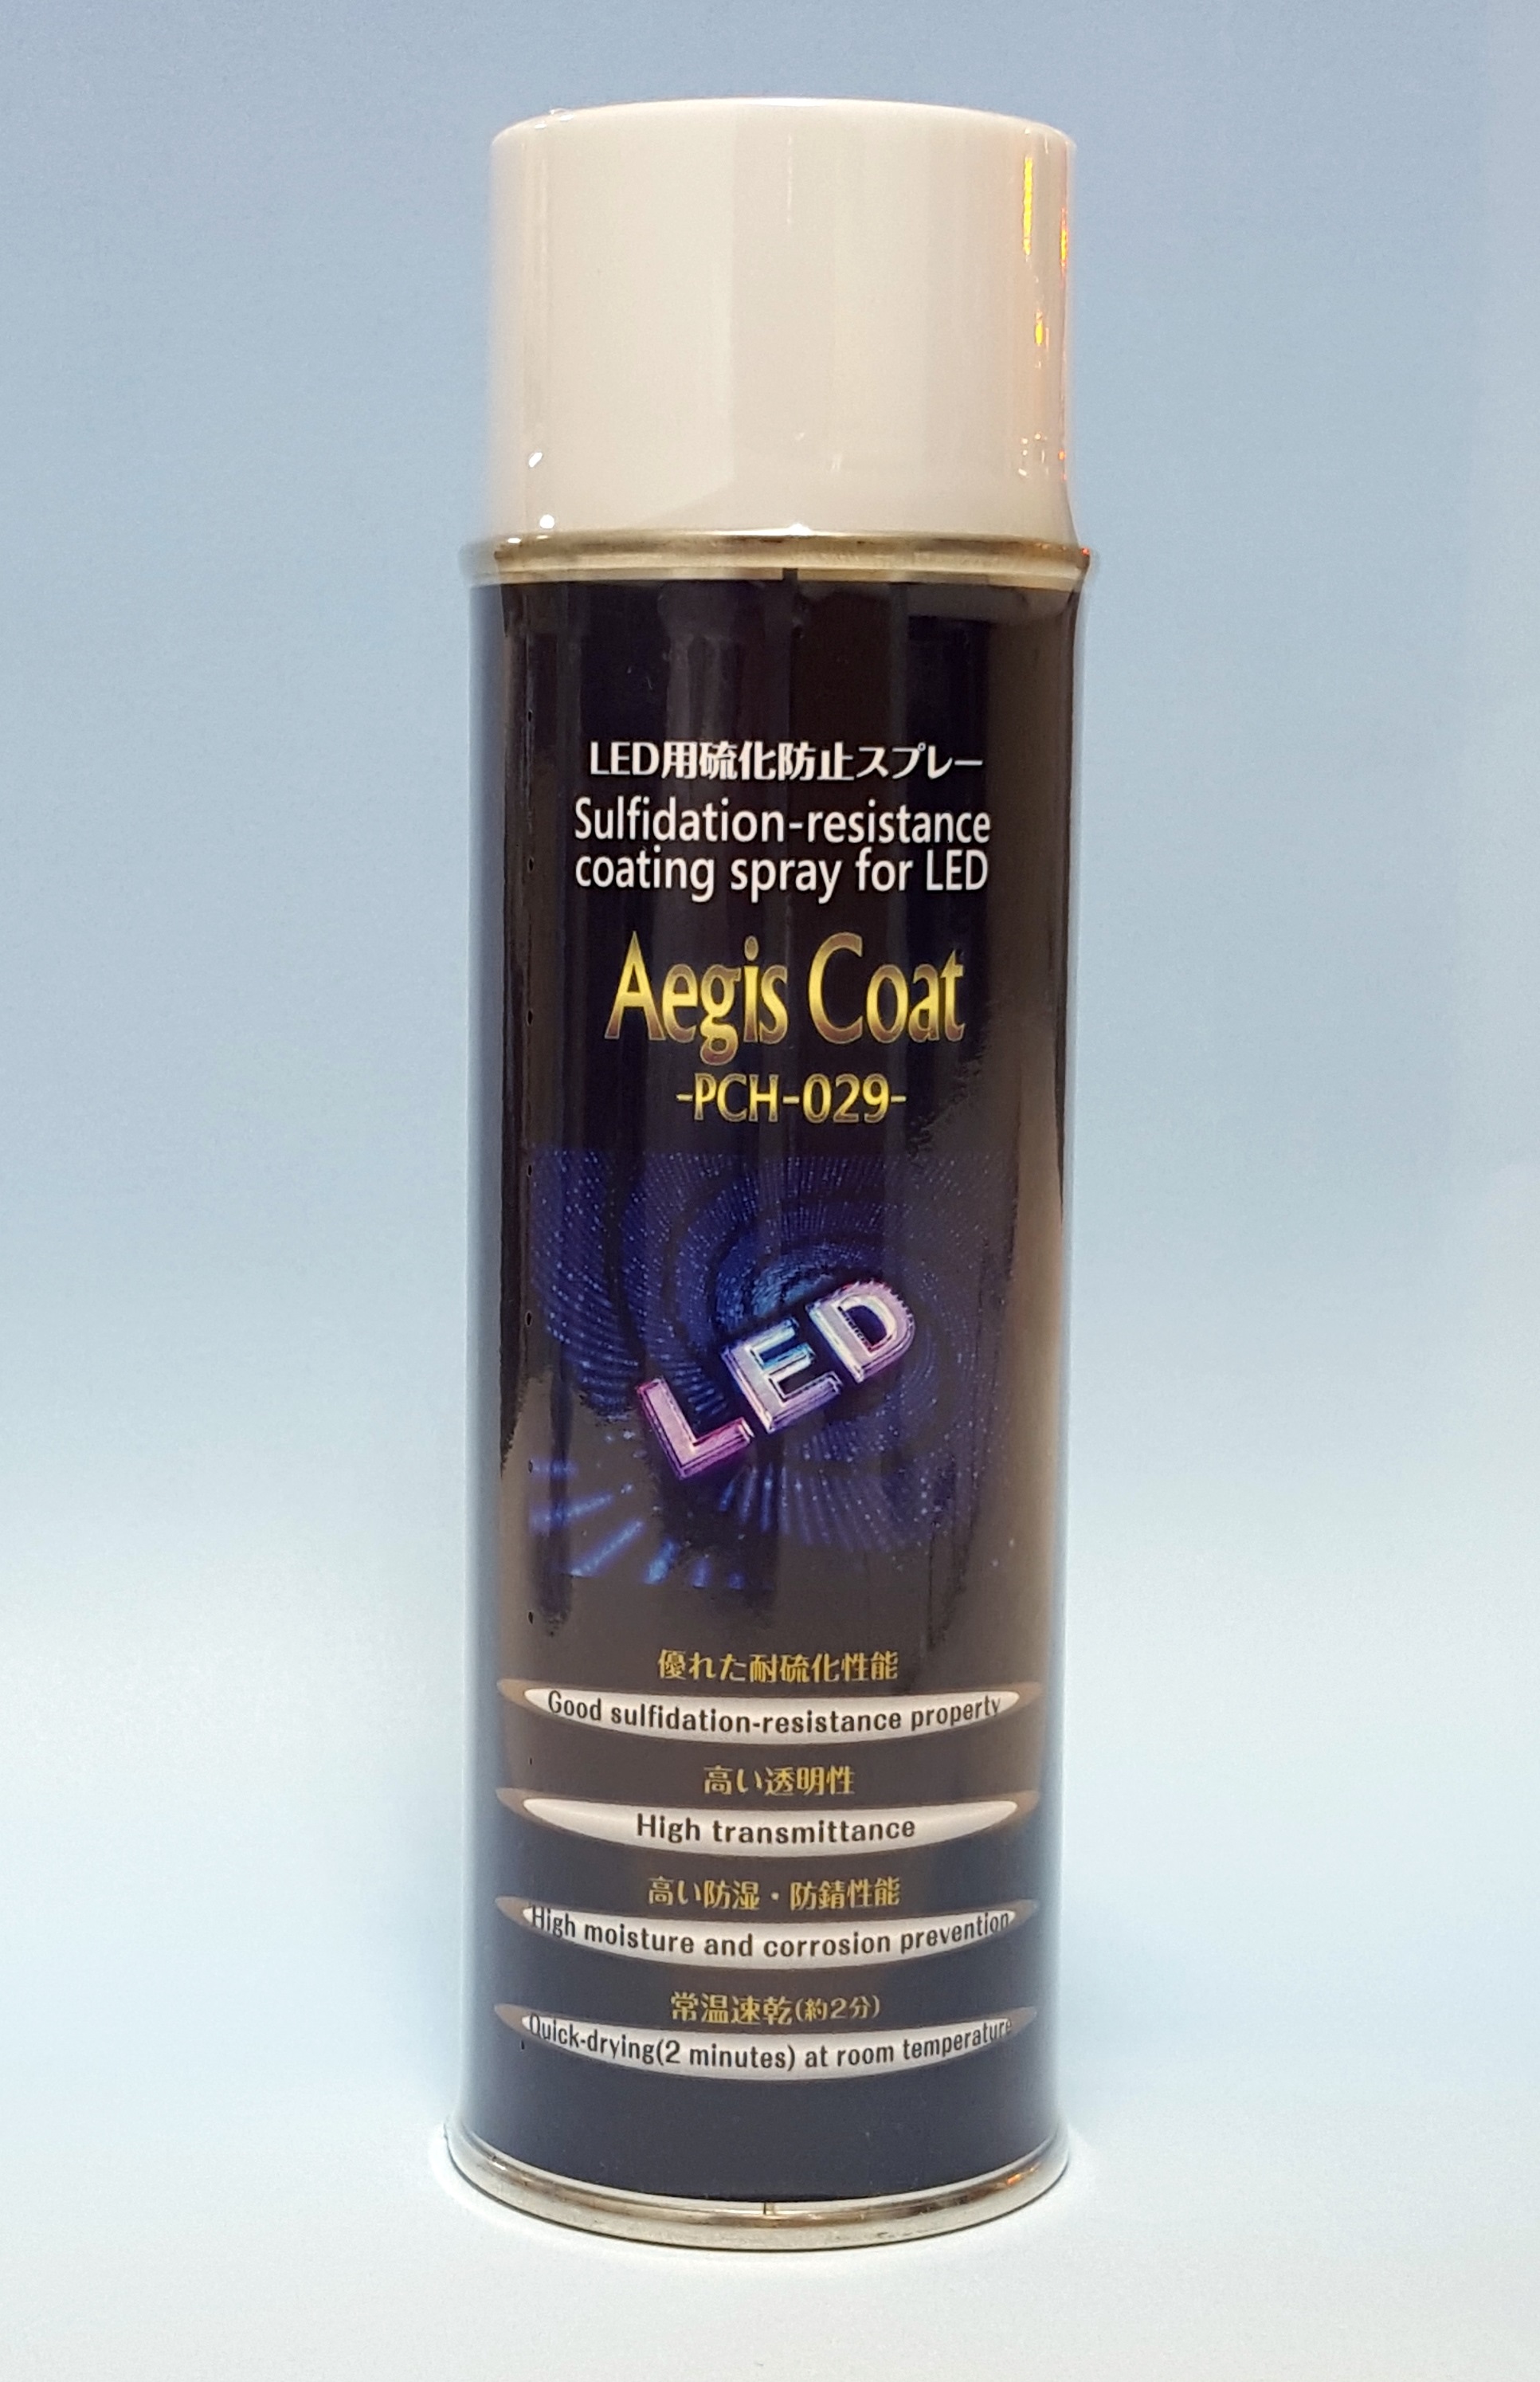 LED用硫化防止スプレー
Sulfidation-resistance
coating spray for LED
Aegis Coat
-PCH-029-
LED
優れた耐硫化性能
Good sulfidation-resistance property
高い透明性
High transmittance
高い防湿・防錆性能
High moisture and corrosion prevention
常温速乾(約2分)
Quick-drying(2 minutes) at room temperature